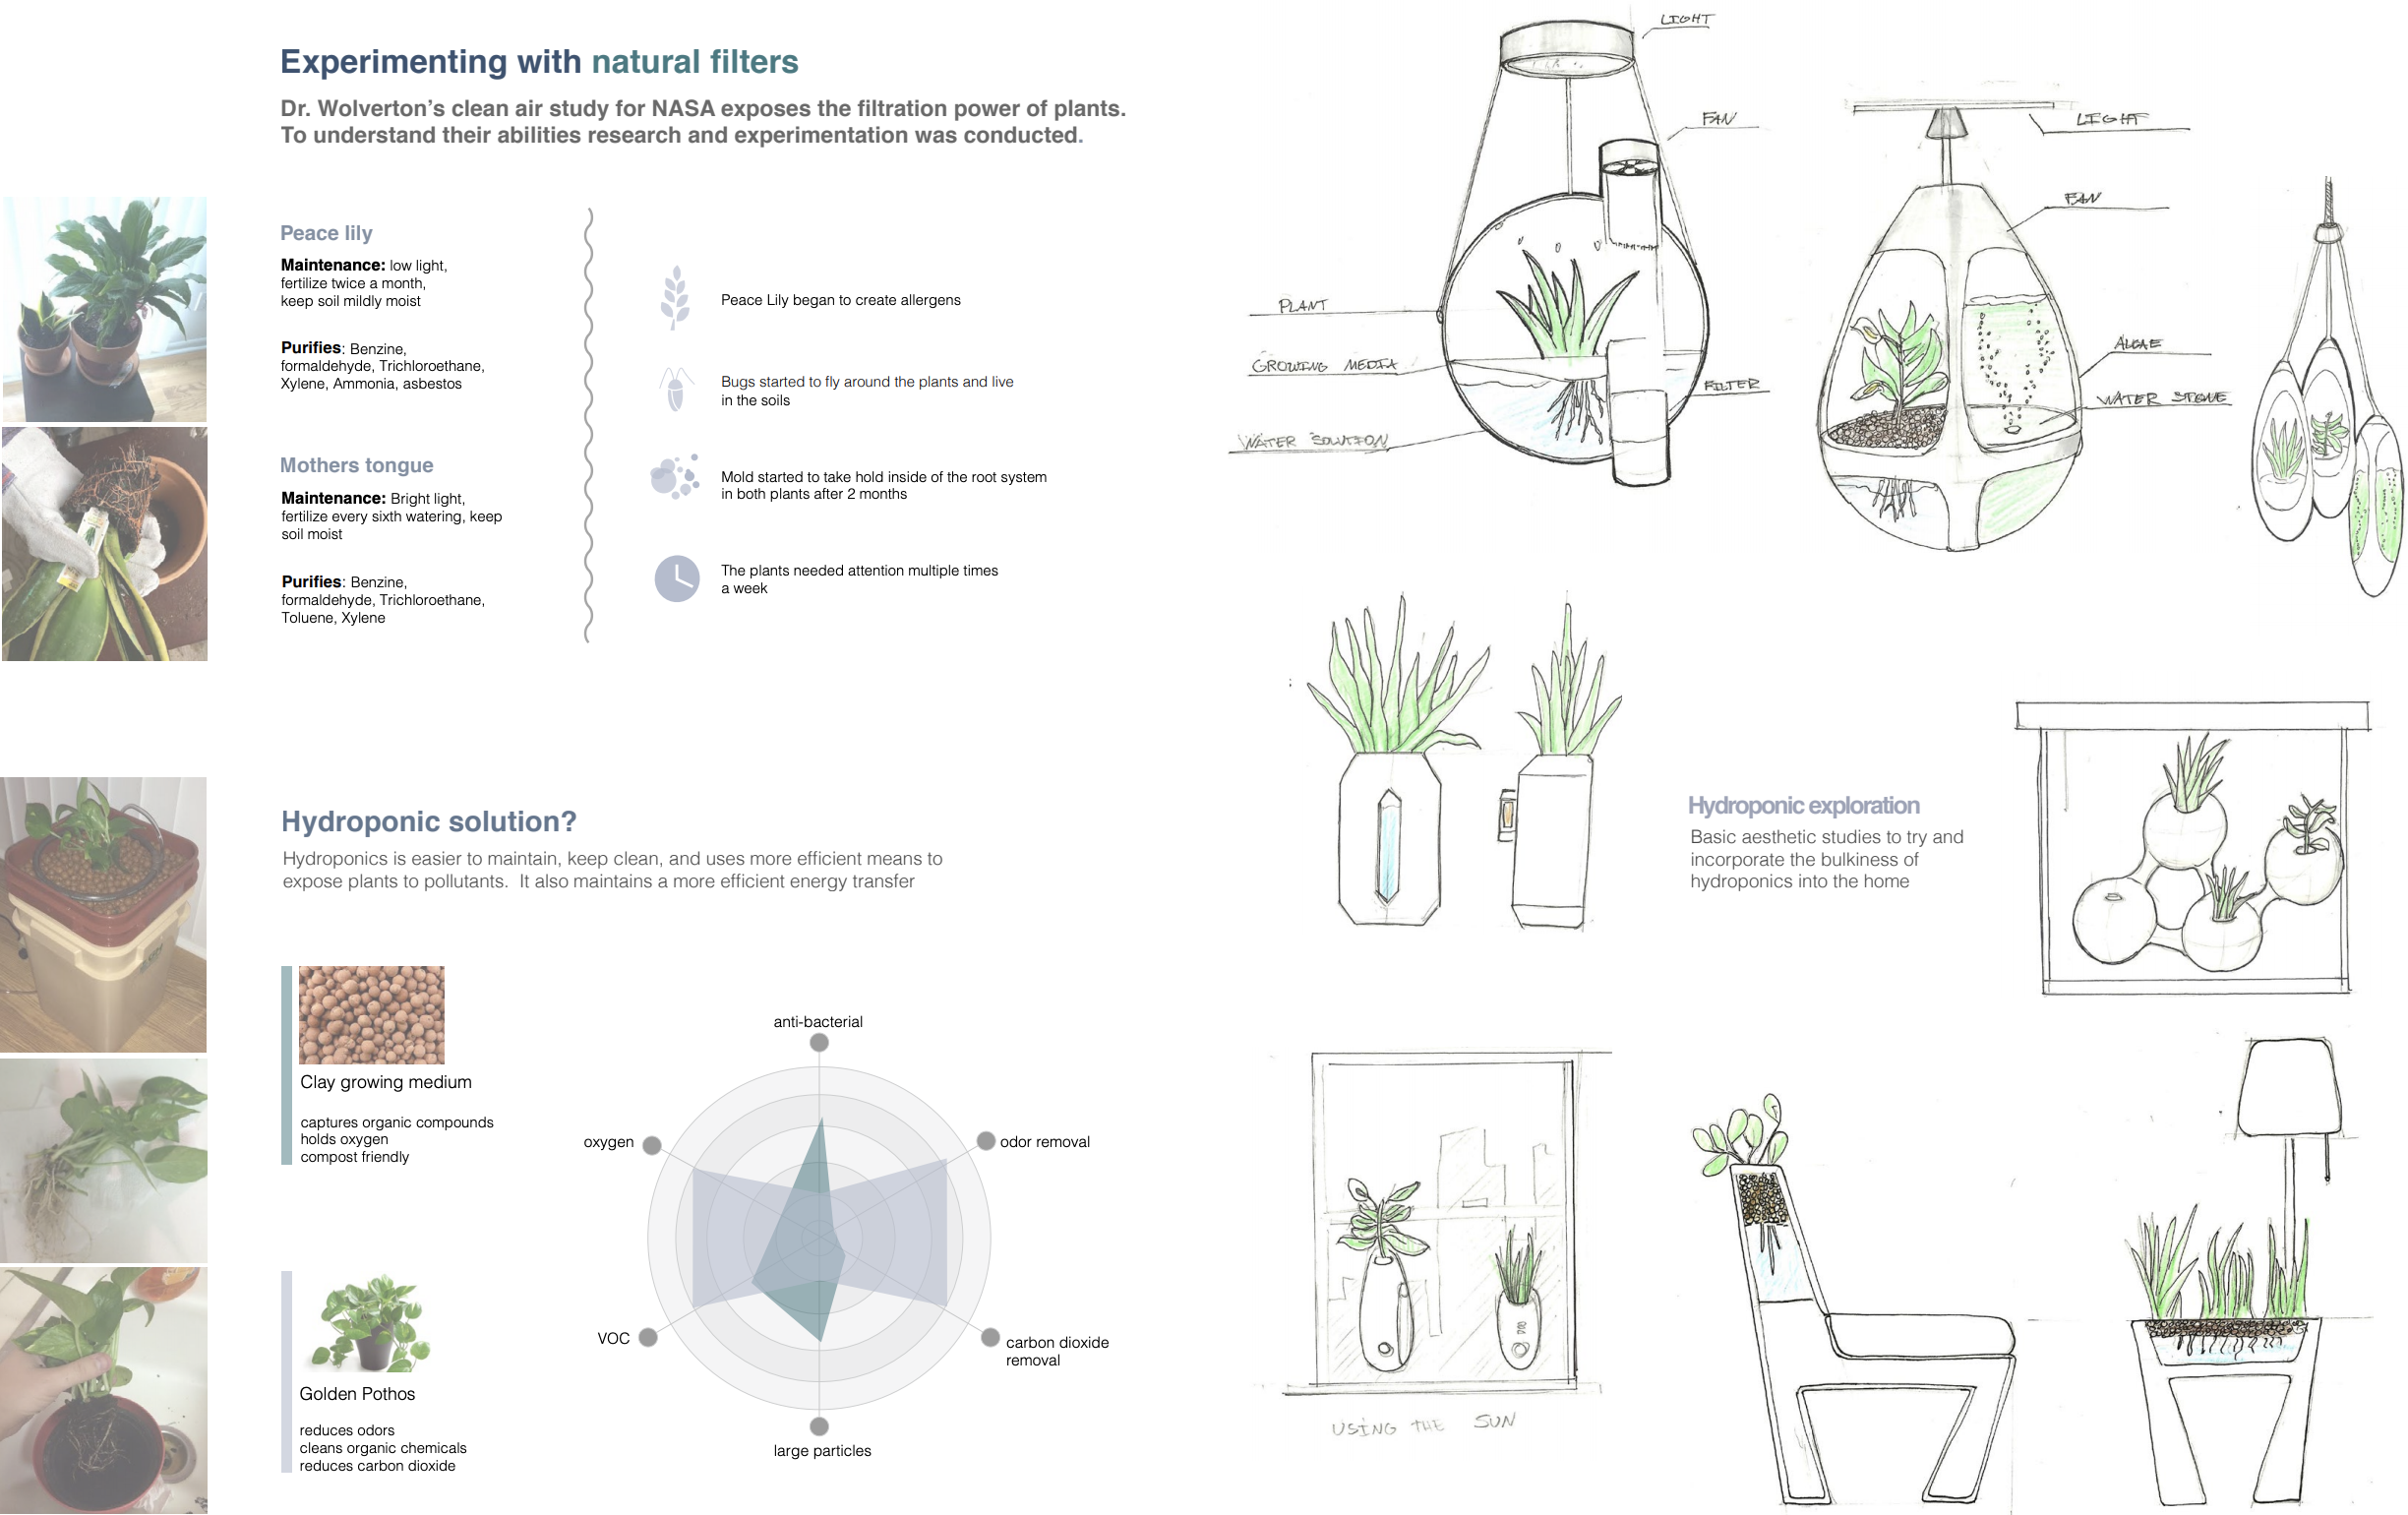 Experimenting with natural filters
Dr. Wolverton's clean air study for NASA exposes the filtration power of plants.
To understand their abilities research and experimentation was conducted.
Peace lily
Maintenance: low light,
fertilize twice a month,
keep soil mildly moist
Purifies: Benzine,
formaldehyde, Trichloroethane,
Xylene, Ammonia, asbestos
Mothers tongue
Maintenance: Bright light,
fertilize every sixth watering, keep
soil moist
Purifies: Benzine,
formaldehyde, Trichloroethane,
Toluene, Xylene
Peace Lily began to create allergens
Bugs started to fly around the plants and live
in the soils
Mold started to take hold inside of the root system
in both plants after 2 months
The plants needed attention multiple times
a week
Hydroponic solution?
Hydroponics is easier to maintain, keep clean, and uses more efficient means to
expose plants to pollutants.  It also maintains a more efficient energy transfer
Clay growing medium
captures organic compounds
holds oxygen
compost friendly
Golden Pothos
reduces odors
cleans organic chemicals
reduces carbon dioxide
anti-bacterial
oxygen
odor removal
VOC
carbon dioxide
removal
large particles
LIGHT
FAN
PLANT
GROWING MEDIA
FILTER
WATER SOLUTION
LIGHT
FAN
ALGAE
WATER STONE
Hydroponic exploration
Basic aesthetic studies to try and
incorporate the bulkiness of
hydroponics into the home
USING THE SUN